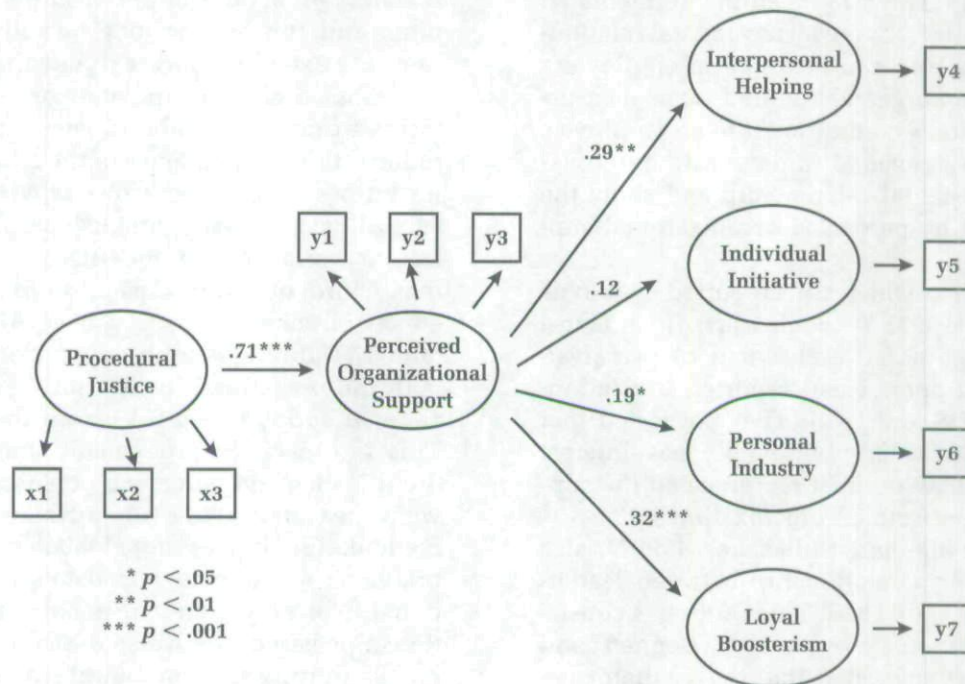 Interpersonal
Helping
y4
.29**
y1
y2
y3
.12
Individual
Initiative
y5
Procedural
Justice
.71***
Perceived
Organizational
Support
.19*
Personal
Industry
y6
x1
x2
x3
.32***
* p < .05
** p < .01
*** p < .001
Loyal
Boosterism
y7